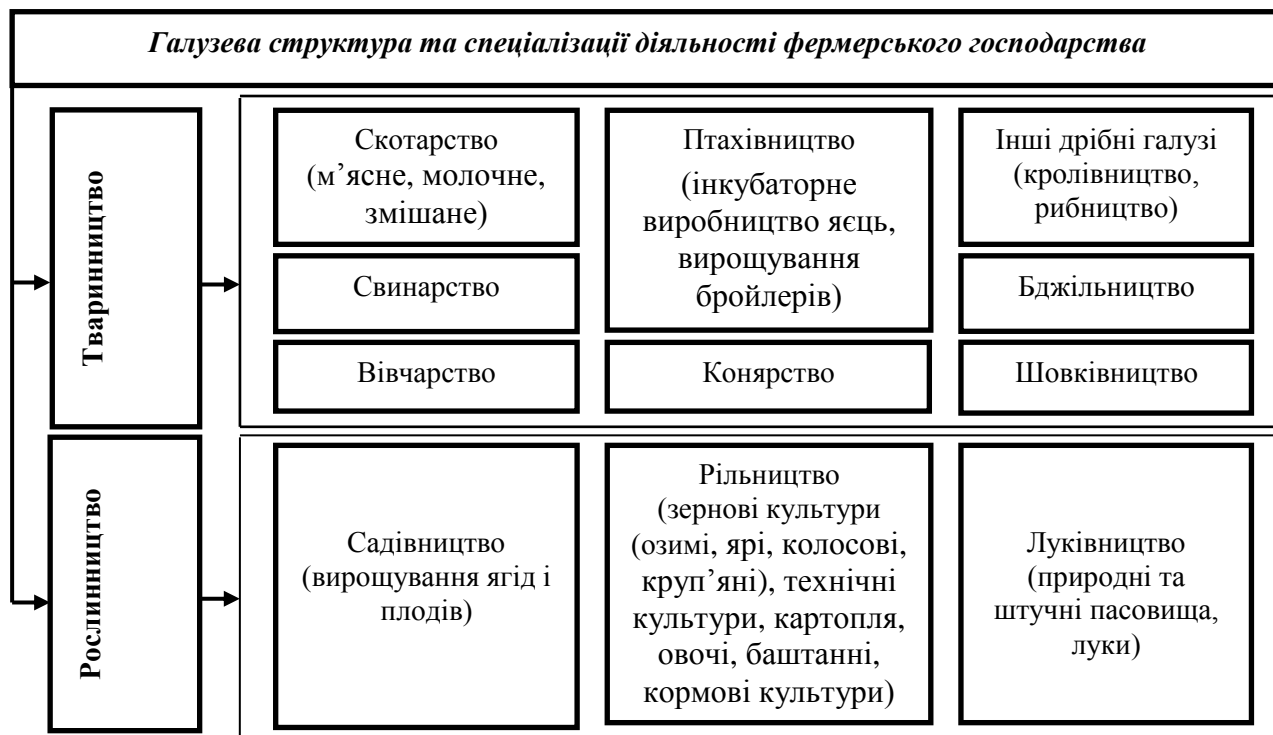 Галузева структура та спеціалізації діяльності фермерського господарства
Тваринництво
Скотарство
(м’ясне, молочне,
змішане)
Свинарство
Вівчарство
Птахівництво
(інкубаторне
виробництво яєць,
вирощування
бройлерів)
Конярство
Інші дрібні галузі
(кролівництво,
рибництво)
Бджільництво
Шовківництво
Рослинництво
Садівництво
(вирощування ягід і
плодів)
Рільництво
(зернові культури
(озимі, ярі, колосові,
круп’яні), технічні
культури, картопля,
овочі, баштанні,
кормові культури)
Луківництво
(природні та
штучні пасовища,
луки)